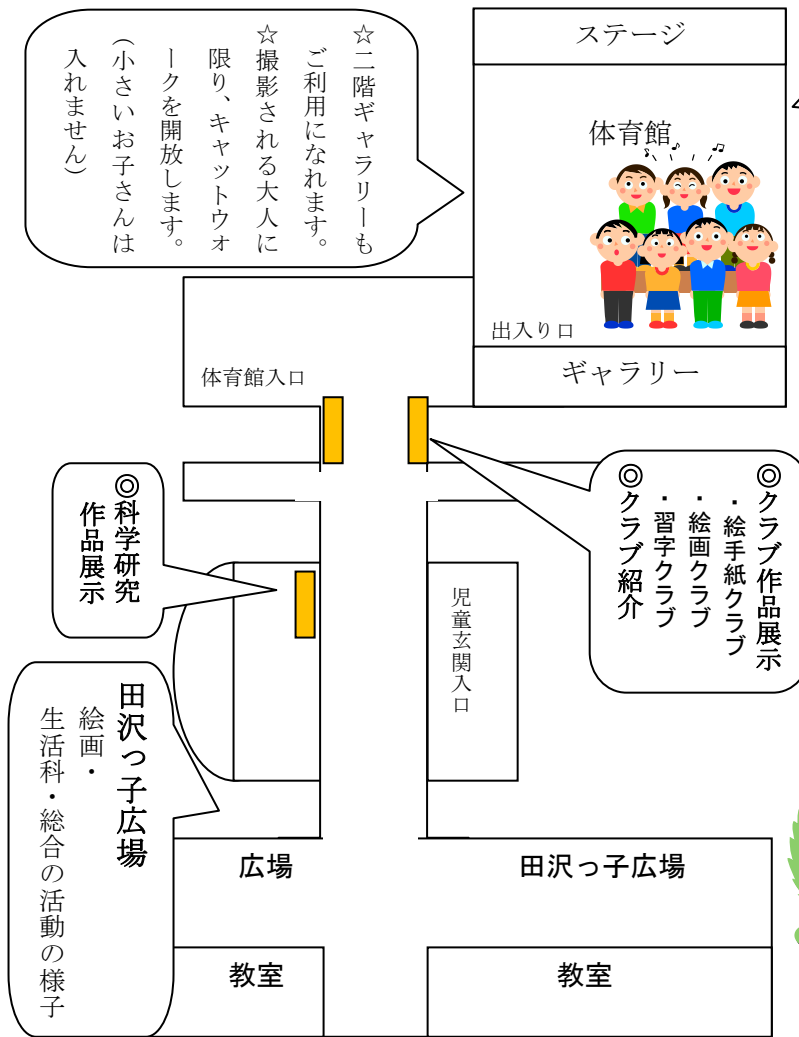 ☆二階ギャラリーも
ご利用になれます。
☆撮影される大人に
限り、キャットウォ
ークを開放します。
(小さいお子さんは
入れません)
ステージ
体育館
出入り口
ギャラリー
体育館入口
◎クラブ作品展示
・絵手紙クラブ
・絵画クラブ
・習字クラブ
◎クラブ紹介
◎科学研究
作品展示
児童玄関入口
田沢っ子広場
絵画・
生活科・総合の活動の様子
広場
田沢っ子広場
教室
教室